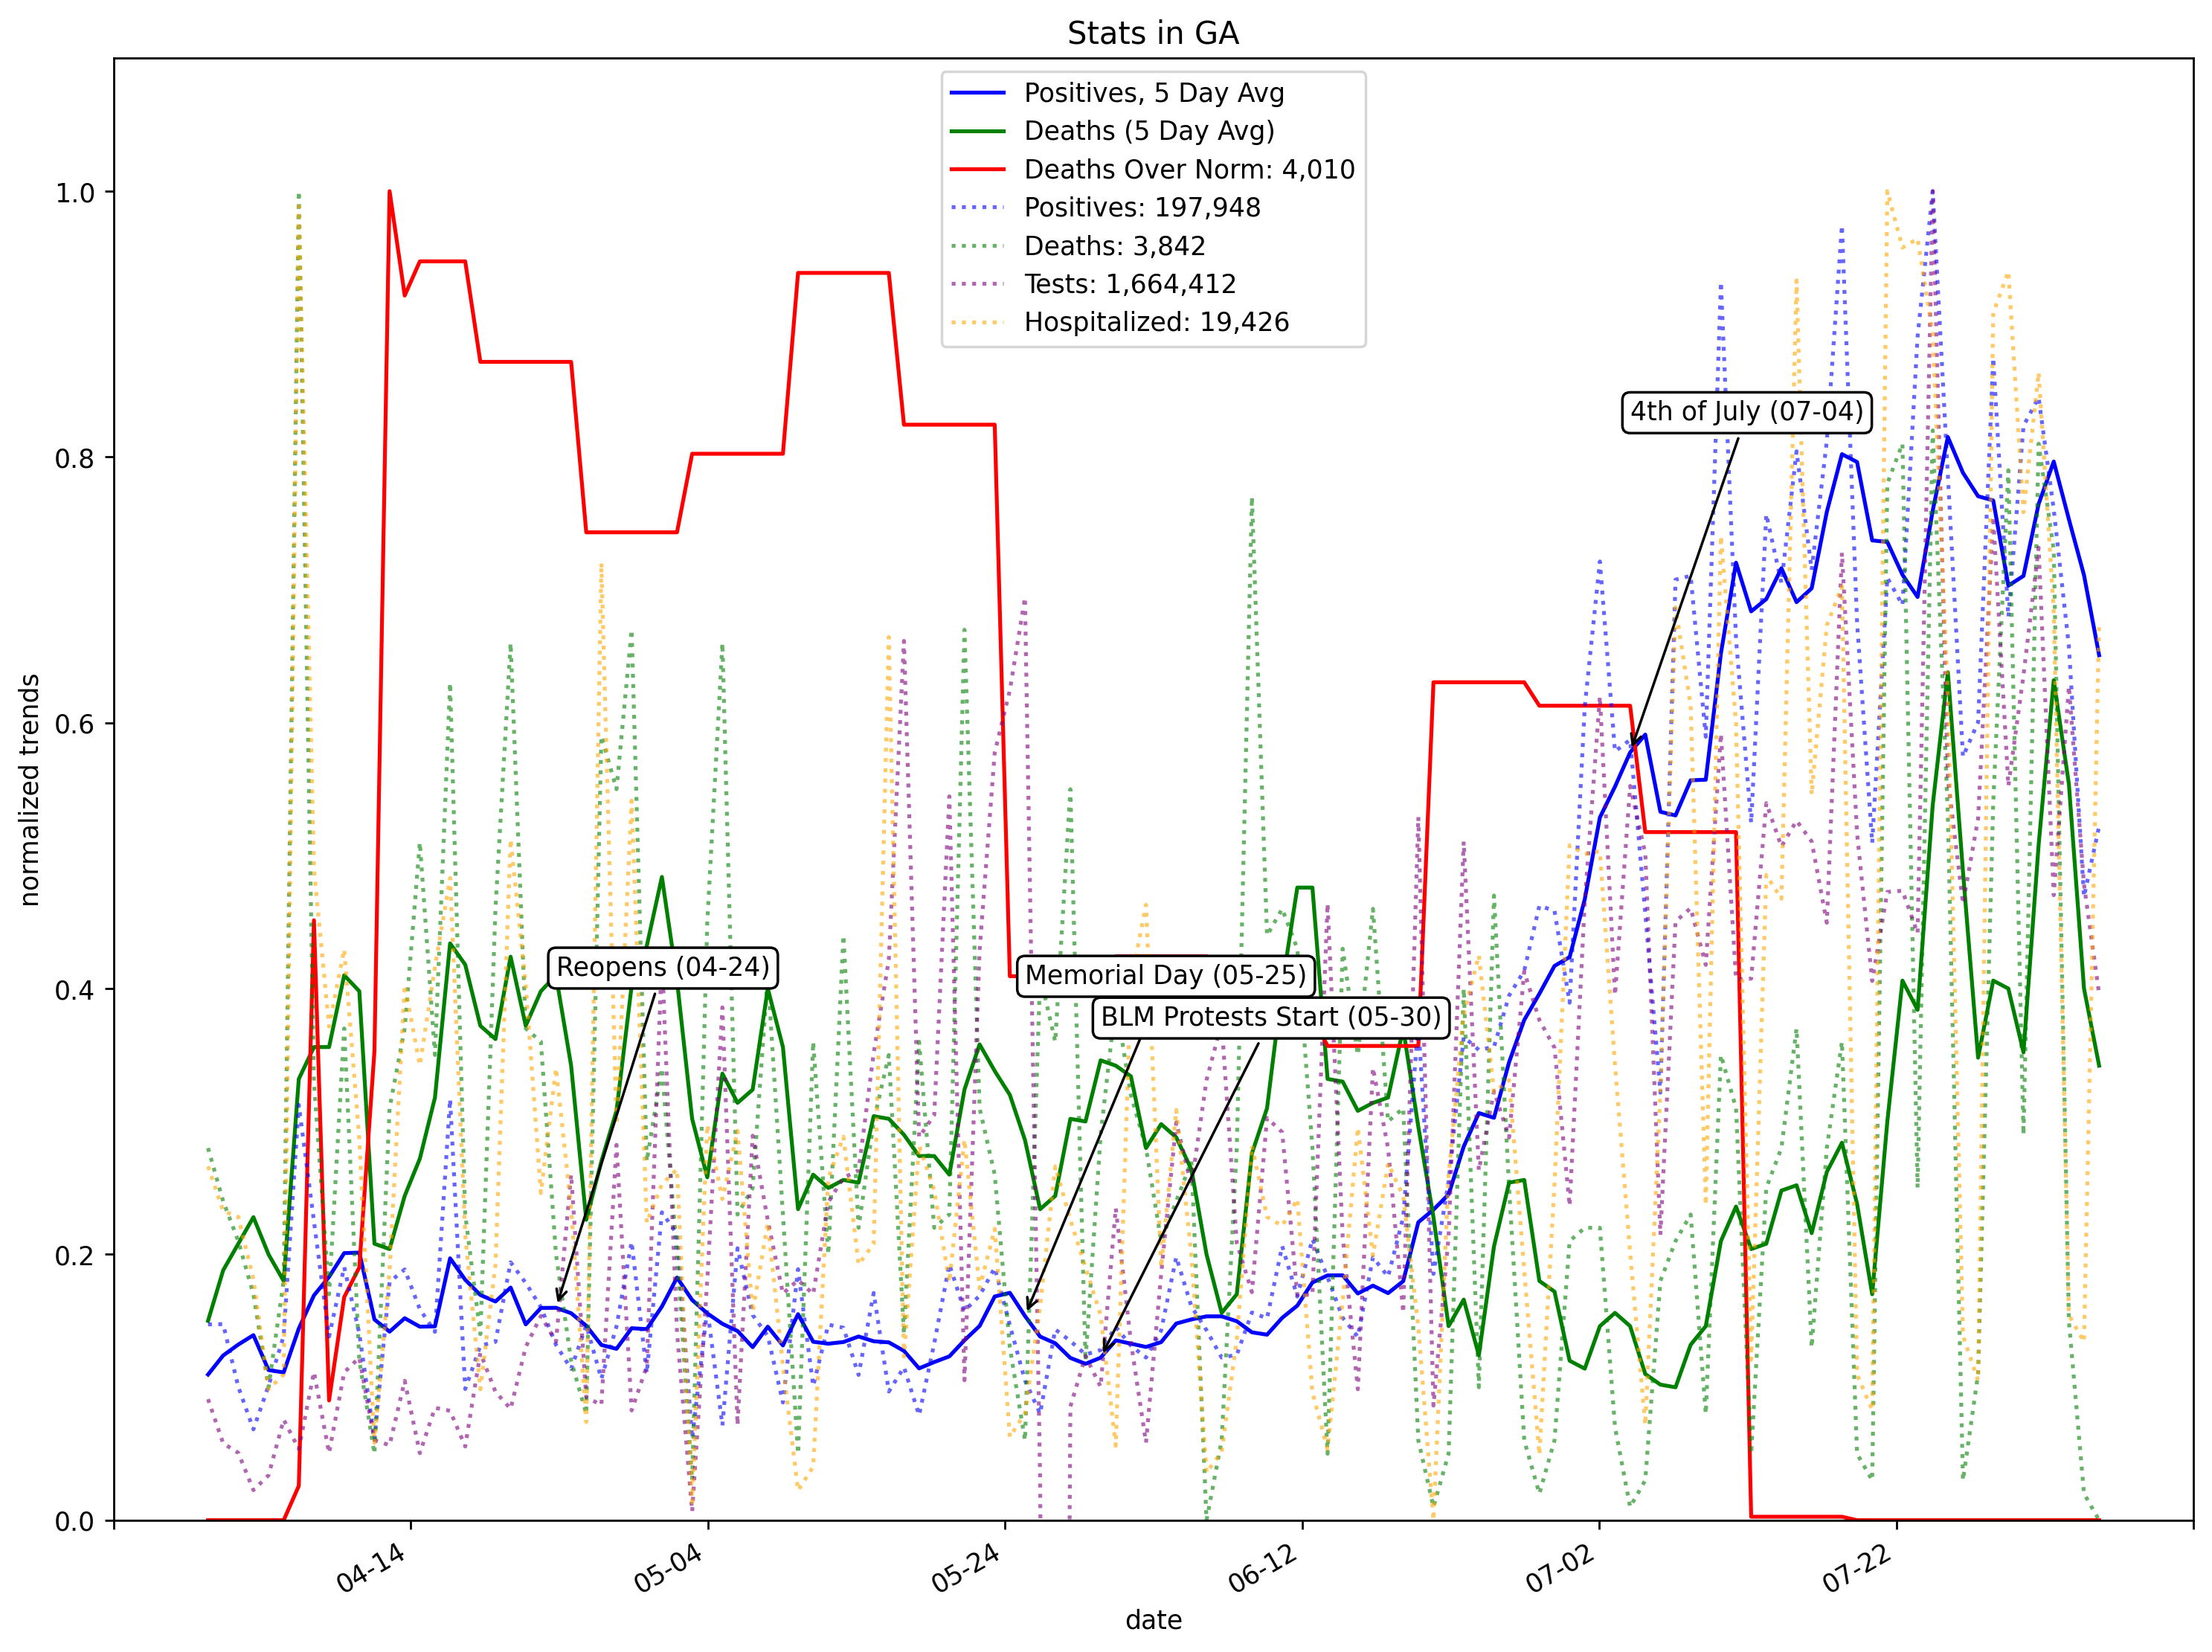 Stats in GA
Positives, 5 Day Avg
Deaths (5 Day Avg)
Deaths Over Norm: 4,010
Positives: 197,948
Deaths: 3,842
Tests: 1,664,412
Hospitalized: 19,426
1.0
0.8
0.6
0.4
0.2
0.0
normalized trends
4th of July (07-04)
Reopens (04-24)
Memorial Day (05-25)
BLM Protests Start (05-30)
04-14
05-04
05-24
06-12
07-02
07-22
date